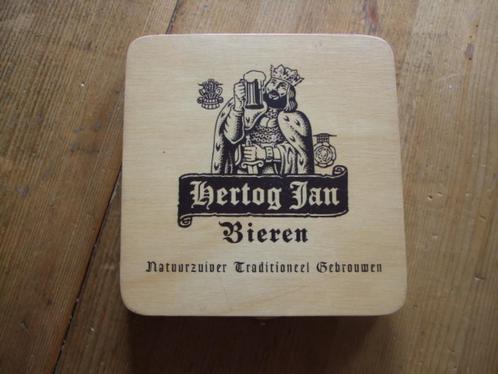 Hertog Jan
Bieren
Natuurzuiver Traditioneel Gebrouwen